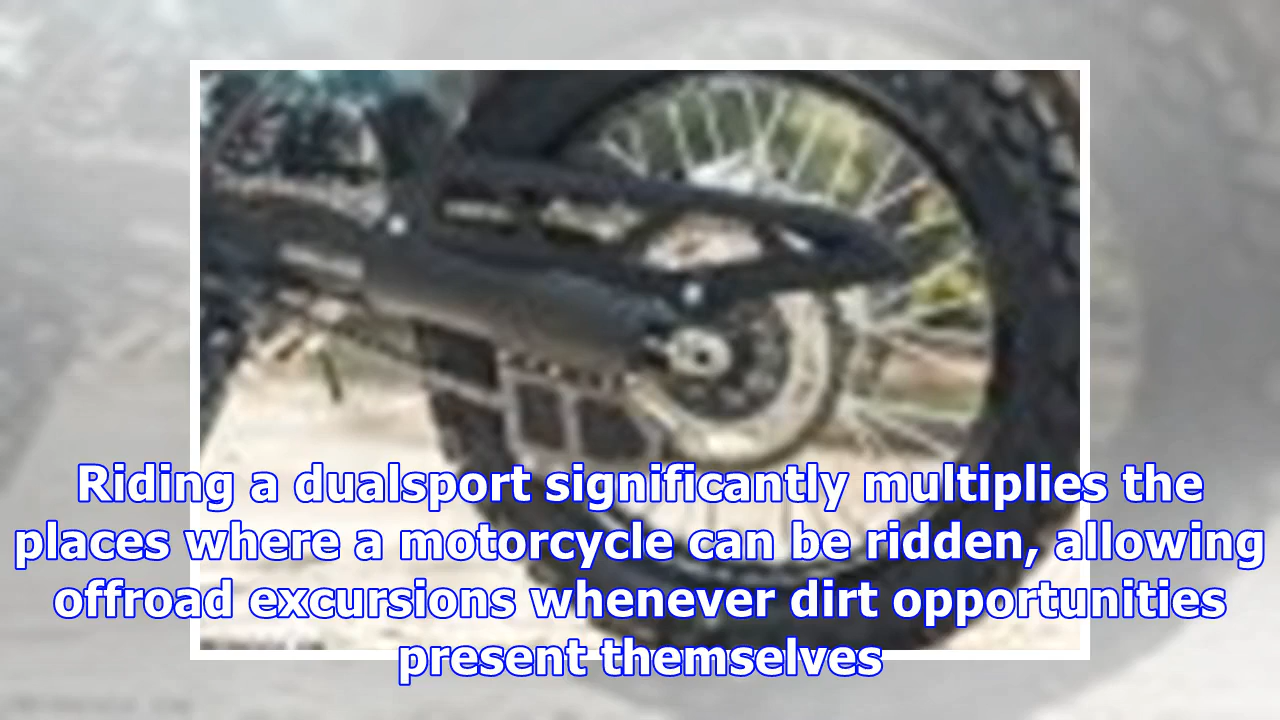 Riding a dualsport significantly multiplies the
places where a motorcycle can be ridden, allowing
offroad excursions whenever dirt opportunities
present themselves